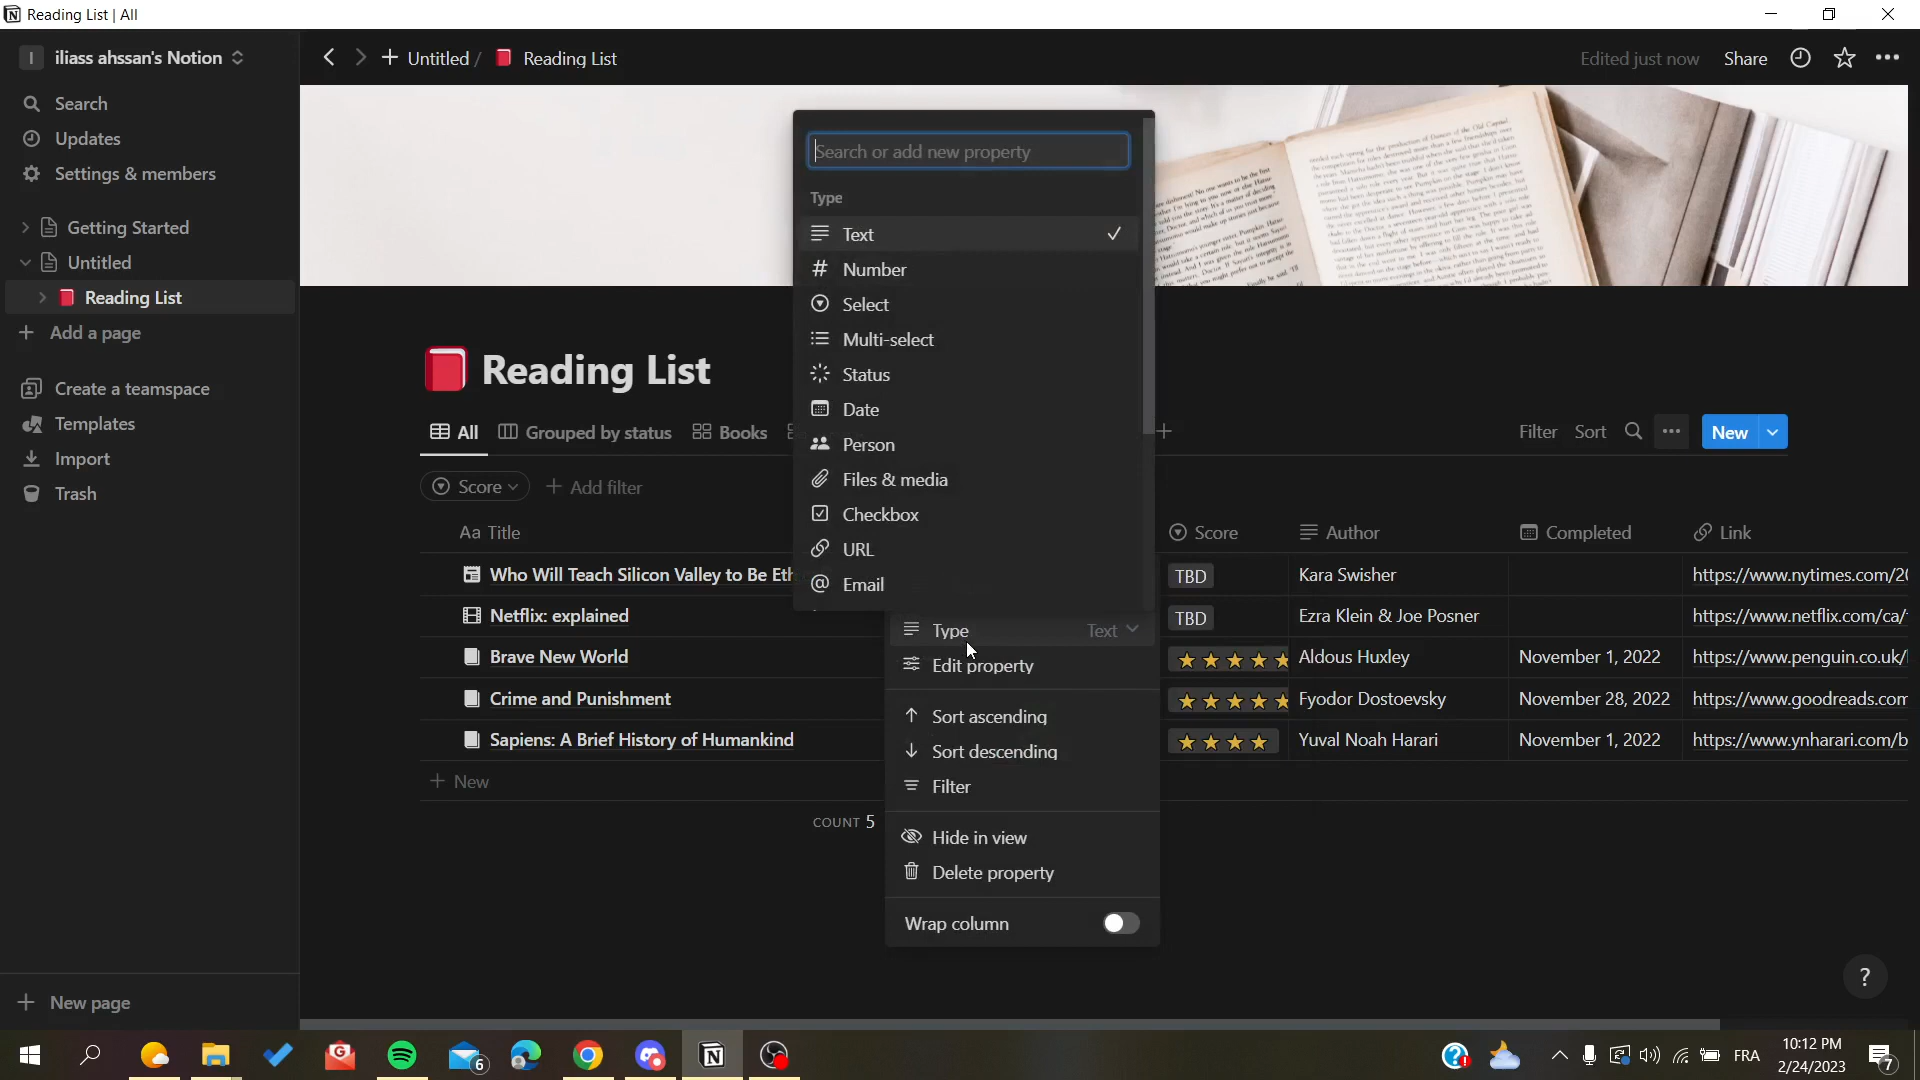 Reading List | All
I iliass ahssan's Notion
Untitled / Reading List
Edited just now Share
Search
Updates
Settings & members
Getting Started
Untitled
Reading List
Add a page
Create a teamspace
Templates
Import
Trash
New page
Search or add new property
Type
Text
Number
Select
Multi-select
Status
Date
Person
Files & media
Checkbox
URL
Email
Reading List
All Grouped by status Books
Filter Sort New
Score Add filter
Aa Title Score Author Completed Link
Who Will Teach Silicon Valley to Be Eth TBD Kara Swisher https://www.nytimes.com/20
Netflix: explained TBD Ezra Klein & Joe Posner https://www.netflix.com/ca/
Brave New World Aldous Huxley November 1, 2022 https://www.penguin.co.uk/
Crime and Punishment Fyodor Dostoevsky November 28, 2022 https://www.goodreads.com
Sapiens: A Brief History of Humankind Yuval Noah Harari November 1, 2022 https://www.ynharari.com/b
New
COUNT 5
Type Text
Edit property
Sort ascending
Sort descending
Filter
Hide in view
Delete property
Wrap column
?
6
FRA
10:12 PM
2/24/2023
7